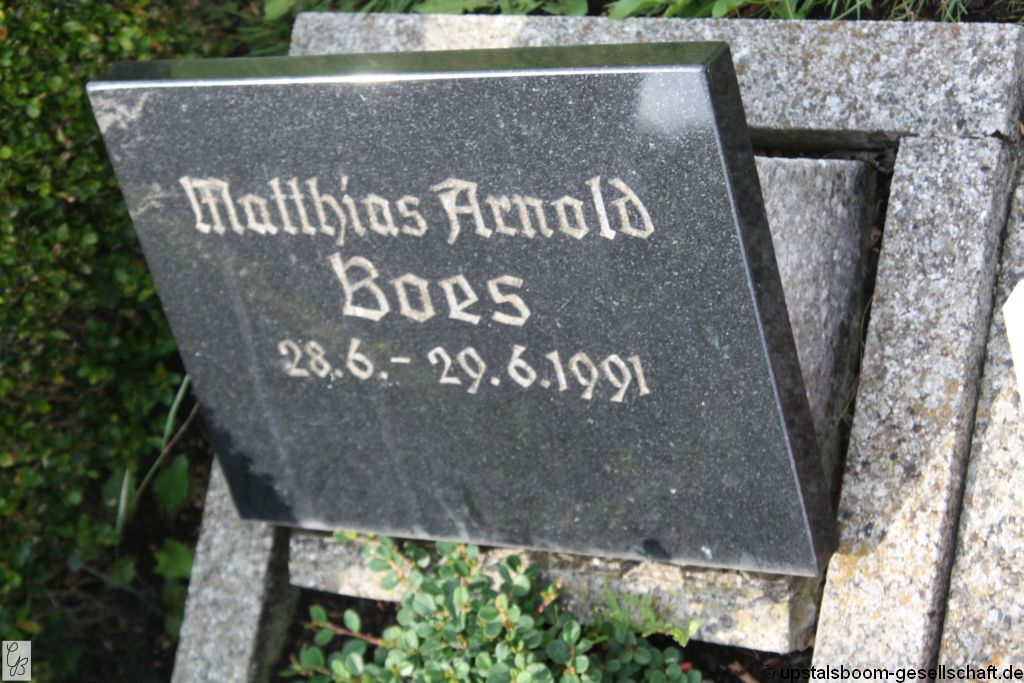 Matthias Arnold
Boes
28.6.– 29.6.1991
© upstalsboom-gesellschaft.de